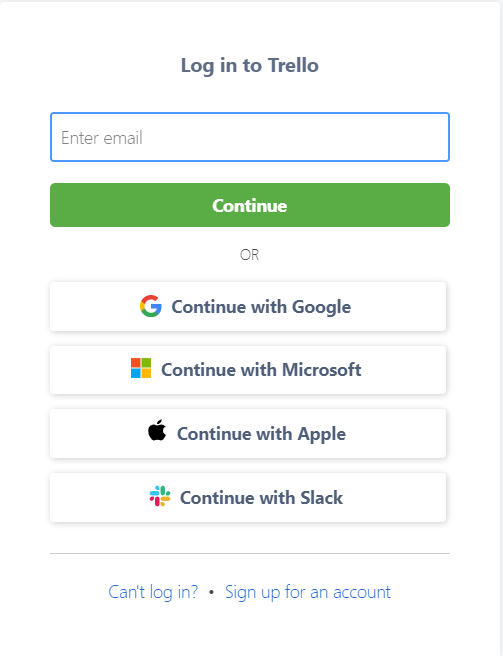 Log in to Trello
Enter email
Continue
OR
Continue with Google
Continue with Microsoft
Continue with Apple
Continue with Slack
Can't log in? • Sign up for an account